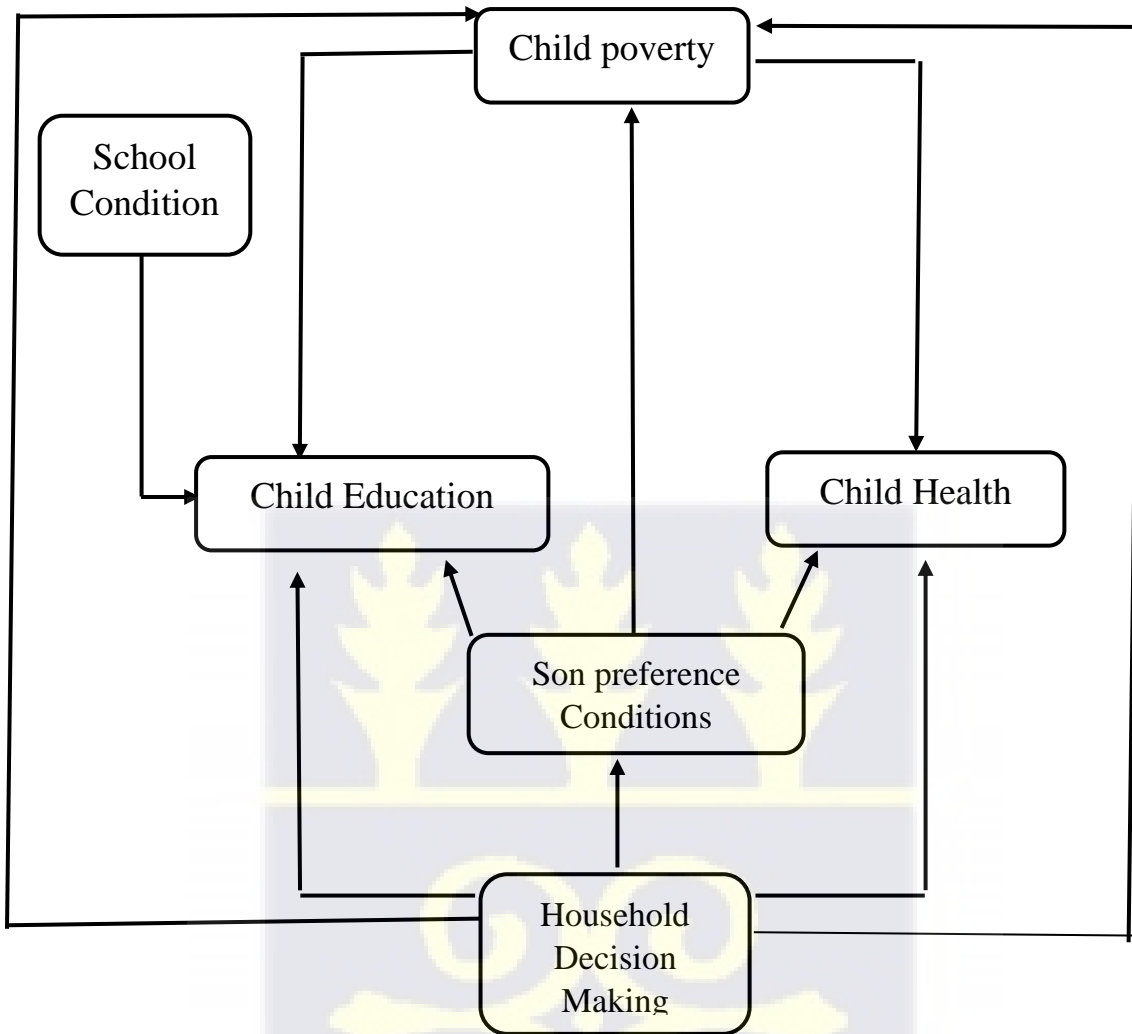 Child poverty
School
Condition
Child Education
Child Health
Son preference
Conditions
Household
Decision
Making